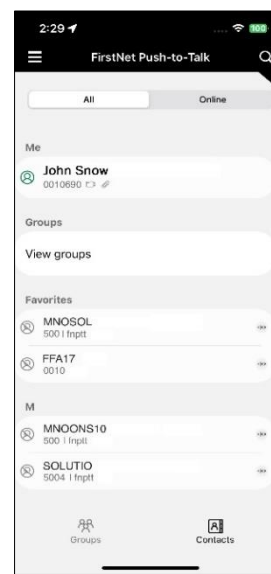 2:29
100
FirstNet Push-to-Talk
All Online
Me
John Snow
0010690
Groups
View groups
Favorites
MNOSOL
500 | fnptt
FFA17
0010
M
MNOONS10
500 | fnptt
SOLUTIO
5004 | fnptt
Groups Contacts